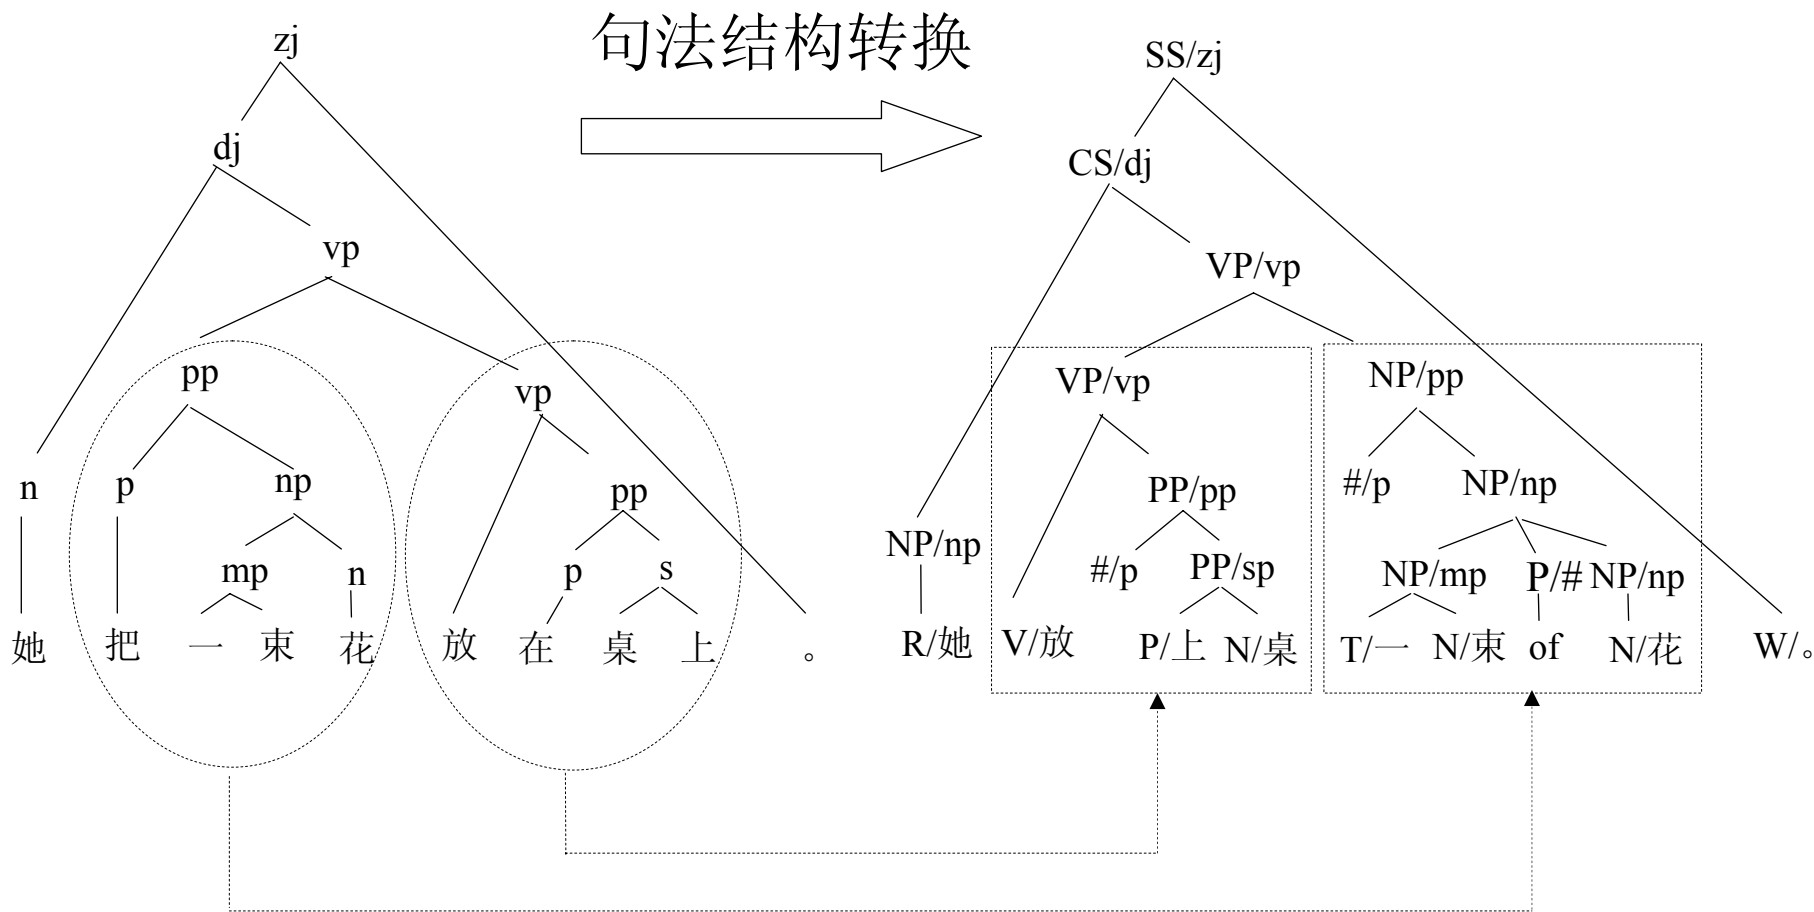 句法结构转换
zj
SS/zj
dj
CS/dj
vp
VP/vp
pp
vp
VP/vp
NP/pp
n
p
np
pp
PP/pp
#/p
NP/np
mp
n
p
s
NP/np
#/p
PP/sp
NP/mp
P/#
NP/np
她 把 一 束 花 放 在 桌 上 。
R/她 V/放 P/上 N/桌 T/一 N/束 of N/花 W/。